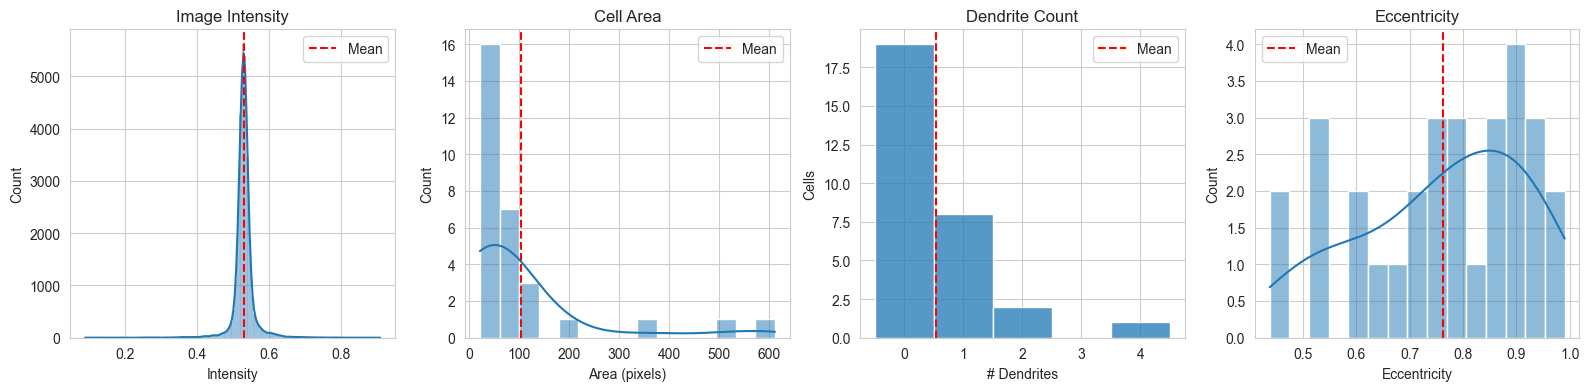 Image Intensity
Mean
5000
4000
3000
2000
1000
0
0.2 0.4 0.6 0.8
Count
Intensity
Cell Area
Mean
16
14
12
10
8
6
4
2
0
0 100 200 300 400 500 600
Count
Area (pixels)
Dendrite Count
Mean
17.5
15.0
12.5
10.0
7.5
5.0
2.5
0.0
0 1 2 3 4
Cells
# Dendrites
Eccentricity
Mean
4.0
3.5
3.0
2.5
2.0
1.5
1.0
0.5
0.0
0.5 0.6 0.7 0.8 0.9 1.0
Count
Eccentricity